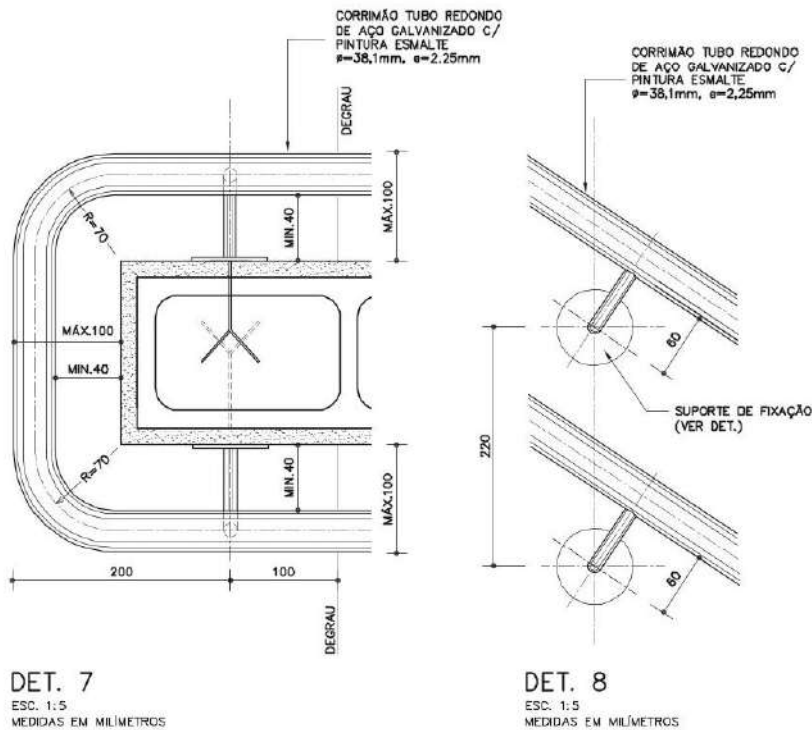 CORRIMÃO TUBO REDONDO
DE AÇO GALVANIZADO C/
PINTURA ESMALTE
ø=38,1mm, e=2.25mm
DEGRAU
R=70
MIN.40
MÁX.100
MÁX.100
MIN.40
R=70
MIN.40
MÁX.100
200
100
DEGRAU
DET. 7
ESC. 1:5
MEDIDAS EM MILÍMETROS
CORRIMÃO TUBO REDONDO
DE AÇO GALVANIZADO C/
PINTURA ESMALTE
ø=38,1mm, e=2,25mm
60
SUPORTE DE FIXAÇÃO
(VER DET.)
220
60
DET. 8
ESC. 1:5
MEDIDAS EM MILÍMETROS